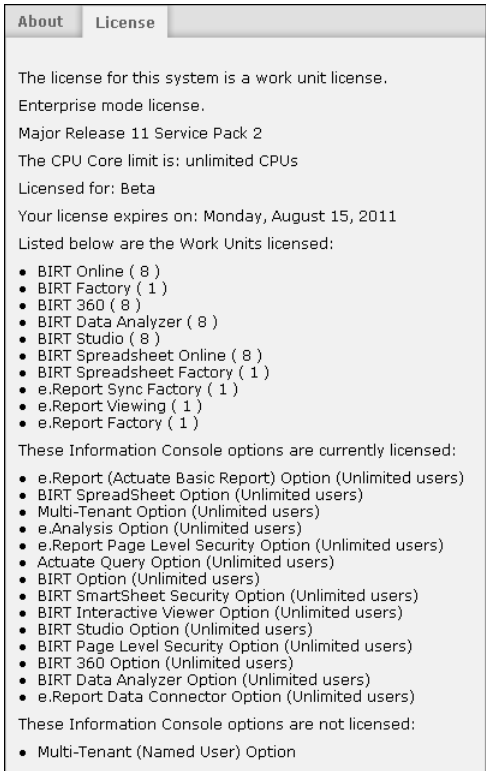 About License
The license for this system is a work unit license.
Enterprise mode license.
Major Release 11 Service Pack 2
The CPU Core limit is: unlimited CPUs
Licensed for: Beta
Your license expires on: Monday, August 15, 2011
Listed below are the Work Units licensed:
• BIRT Online ( 8 )
• BIRT Factory ( 1 )
• BIRT 360 ( 8 )
• BIRT Data Analyzer ( 8 )
• BIRT Studio ( 8 )
• BIRT Spreadsheet Online ( 8 )
• BIRT Spreadsheet Factory ( 1 )
• e.Report Sync Factory ( 1 )
• e.Report Viewing ( 1 )
• e.Report Factory ( 1 )
These Information Console options are currently licensed:
• e.Report (Actuate Basic Report) Option (Unlimited users)
• BIRT SpreadSheet Option (Unlimited users)
• Multi-Tenant Option (Unlimited users)
• e.Analysis Option (Unlimited users)
• e.Report Page Level Security Option (Unlimited users)
• Actuate Query Option (Unlimited users)
• BIRT Option (Unlimited users)
• BIRT SmartSheet Security Option (Unlimited users)
• BIRT Interactive Viewer Option (Unlimited users)
• BIRT Studio Option (Unlimited users)
• BIRT Page Level Security Option (Unlimited users)
• BIRT 360 Option (Unlimited users)
• BIRT Data Analyzer Option (Unlimited users)
• e.Report Data Connector Option (Unlimited users)
These Information Console options are not licensed:
• Multi-Tenant (Named User) Option